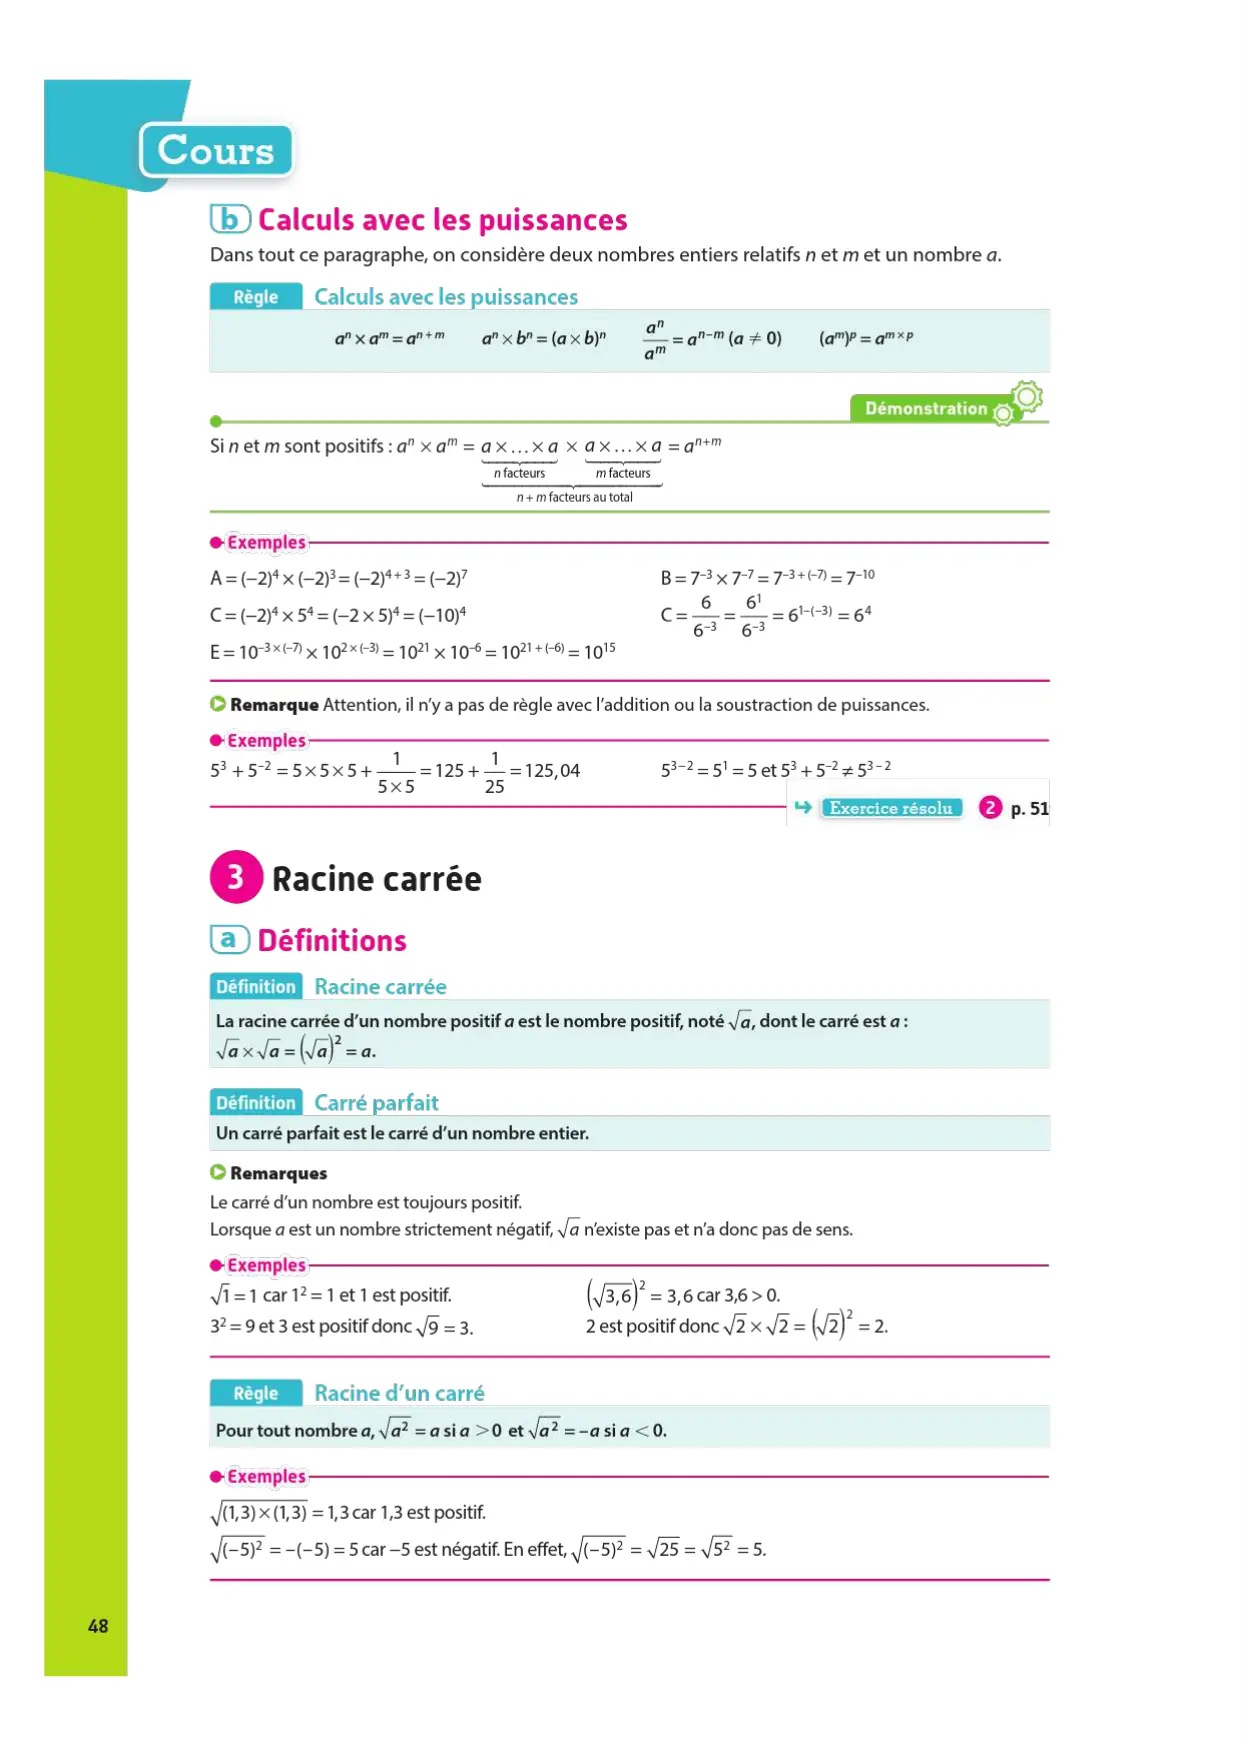 Cours
b Calculs avec les puissances
Dans tout ce paragraphe, on considère deux nombres entiers relatifs n et m et un nombre a.
Règle Calculs avec les puissances
aⁿ × aᵐ = aⁿ⁺ᵐ aⁿ × bⁿ = (a × b)ⁿ aⁿ/aᵐ = aⁿ⁻ᵐ (a ≠ 0) (aᵐ)ᵖ = aᵐ ˣ ᵖ
Démonstration
Si n et m sont positifs : aⁿ × aᵐ = a × … × a × a × … × a = aⁿ⁺ᵐ
n facteurs m facteurs
n + m facteurs au total
Exemples
A = (–2)⁴ × (–2)³ = (–2)⁴⁺³ = (–2)⁷ B = 7⁻³ × 7⁻⁷ = 7⁻³⁺⁽⁻⁷⁾ = 7⁻¹⁰
C = (–2)⁴ × 5⁴ = (–2 × 5)⁴ = (–10)⁴ C = 6/6⁻³ = 6¹/6⁻³ = 6¹⁻⁽⁻³⁾ = 6⁴
E = 10⁻³ ˣ ⁽⁻⁷⁾ × 10² ˣ ⁽⁻³⁾ = 10²¹ × 10⁻⁶ = 10²¹⁺⁽⁻⁶⁾ = 10¹⁵
Remarque Attention, il n’y a pas de règle avec l’addition ou la soustraction de puissances.
Exemples
5³ + 5⁻² = 5 × 5 × 5 + 1/(5 × 5) = 125 + 1/25 = 125,04 5³⁻² = 5¹ = 5 et 5³ + 5⁻² ≠ 5³⁻²
Exercice résolu 2 p. 51
3 Racine carrée
a Définitions
Définition Racine carrée
La racine carrée d’un nombre positif a est le nombre positif, noté √a, dont le carré est a :
√a × √a = (√a)² = a.
Définition Carré parfait
Un carré parfait est le carré d’un nombre entier.
Remarques
Le carré d’un nombre est toujours positif.
Lorsque a est un nombre strictement négatif, √a n’existe pas et n’a donc pas de sens.
Exemples
√1 = 1 car 1² = 1 et 1 est positif. (√3,6)² = 3,6 car 3,6 > 0.
3² = 9 et 3 est positif donc √9 = 3. 2 est positif donc √2 × √2 = (√2)² = 2.
Règle Racine d’un carré
Pour tout nombre a, √a² = a si a > 0 et √a² = –a si a < 0.
Exemples
√(1,3) × (1,3) = 1,3 car 1,3 est positif.
√(–5)² = –(–5) = 5 car –5 est négatif. En effet, √(–5)² = √25 = √5² = 5.
48